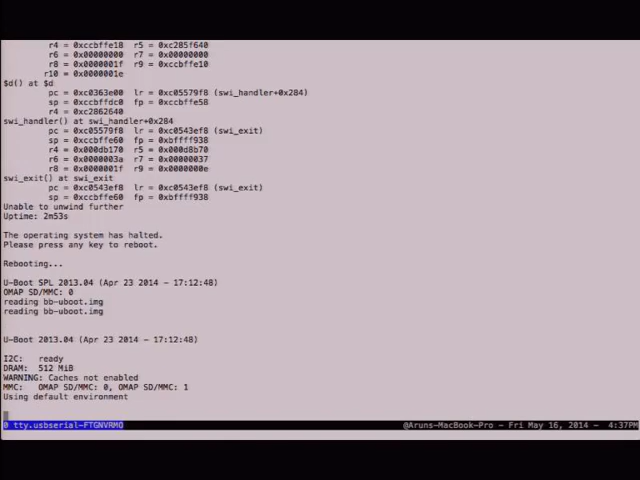 r4 = 0xccbffe18  r5 = 0xc285f640
r6 = 0x00000000  r7 = 0x00000000
r8 = 0x0000001f  r9 = 0xccbffe10
r10 = 0x0000001e
$d() at $d
pc = 0xc0363e00  lr = 0xc05579f8 (swi_handler+0x284)
sp = 0xccbffdc0  fp = 0xccbffe58
r4 = 0xc2862640
swi_handler() at swi_handler+0x284
pc = 0xc05579f8  lr = 0xc0543ef8 (swi_exit)
sp = 0xccbffe60  fp = 0xbffff938
r4 = 0x000db170  r5 = 0x000d8b70
r6 = 0x0000003a  r7 = 0x00000037
r8 = 0x0000001f  r9 = 0x0000000e
swi_exit() at swi_exit
pc = 0xc0543ef8  lr = 0xc0543ef8 (swi_exit)
sp = 0xccbffe60  fp = 0xbffff938
Unable to unwind further
Uptime: 2m53s
The operating system has halted.
Please press any key to reboot.
Rebooting...
U-Boot SPL 2013.04 (Apr 23 2014 - 17:12:48)
OMAP SD/MMC: 0
reading bb-uboot.img
reading bb-uboot.img
U-Boot 2013.04 (Apr 23 2014 - 17:12:48)
I2C:   ready
DRAM:  512 MiB
WARNING: Caches not enabled
MMC:   OMAP SD/MMC: 0, OMAP SD/MMC: 1
Using default environment
0 tty.usbserial-FTGNVRMO @Aruns-MacBook-Pro - Fri May 16, 2014 -  4:37PM